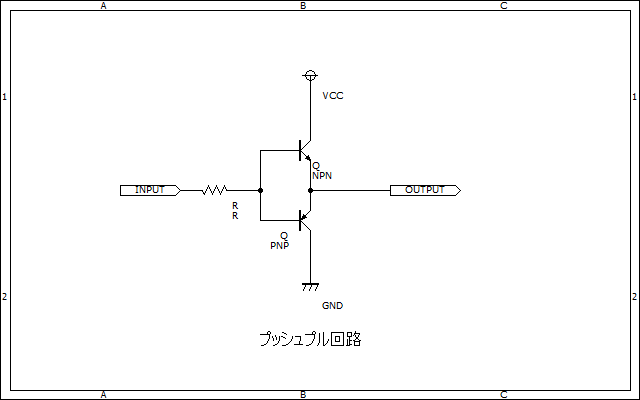 A B C
1 1
VCC
Q
NPN
INPUT OUTPUT
R
R
Q
PNP
2 2
GND
プッシュプル回路
A B C